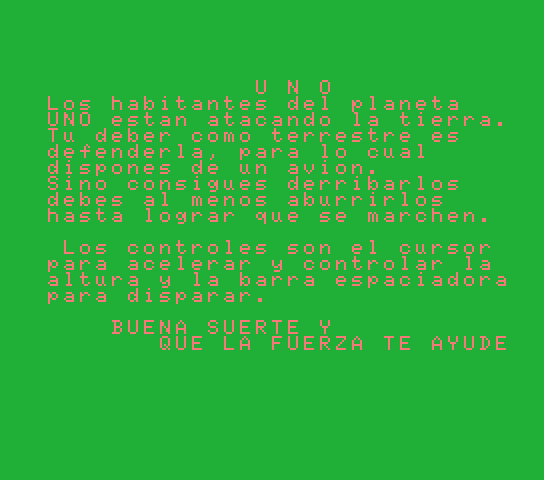 U N O
Los habitantes del planeta
UNO estan atacando la tierra.
Tu deber como terrestre es
defenderla, para lo cual
dispones de un avion.
Sino consigues derribarlos
debes al menos aburrirlos
hasta lograr que se marchen.
Los controles son el cursor
para acelerar y controlar la
altura y la barra espaciadora
para disparar.
BUENA SUERTE Y
QUE LA FUERZA TE AYUDE